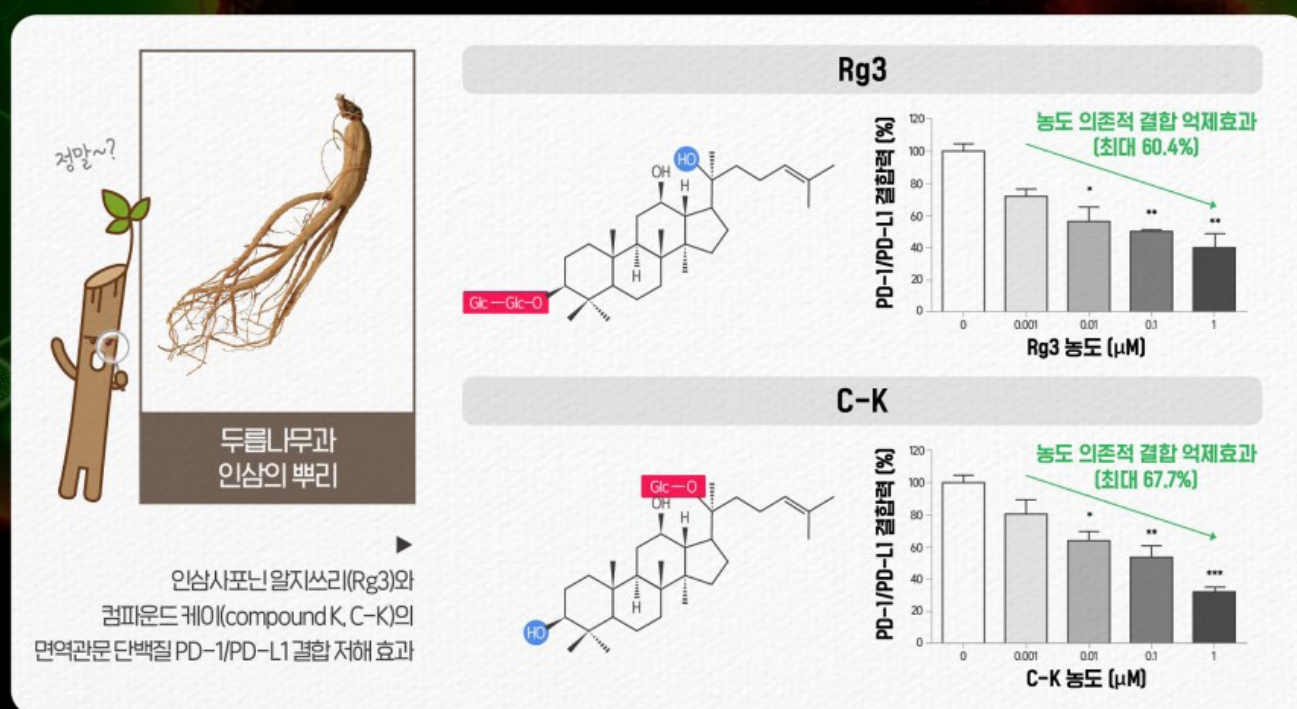 정말~?
두릅나무과
인삼의 뿌리
▶
인삼사포닌 알지쓰리(Rg3)와
컴파운드 케이(compound K, C-K)의
면역관문 단백질 PD-1/PD-L1 결합 저해 효과
Rg3
HO
OH
H
H
H
Glc—Glc-O
PD-1/PD-L1 결합력 (%)
120
100
80
60
40
20
0
농도 의존적 결합 억제효과
(최대 60.4%)
*
**
**
0
0.001
0.01
0.1
1
Rg3 농도 (μM)
C-K
Glc—O
OH
H
H
H
HO
PD-1/PD-L1 결합력 (%)
120
100
80
60
40
20
0
농도 의존적 결합 억제효과
(최대 67.7%)
*
**
***
0
0.001
0.01
0.1
1
C-K 농도 (μM)